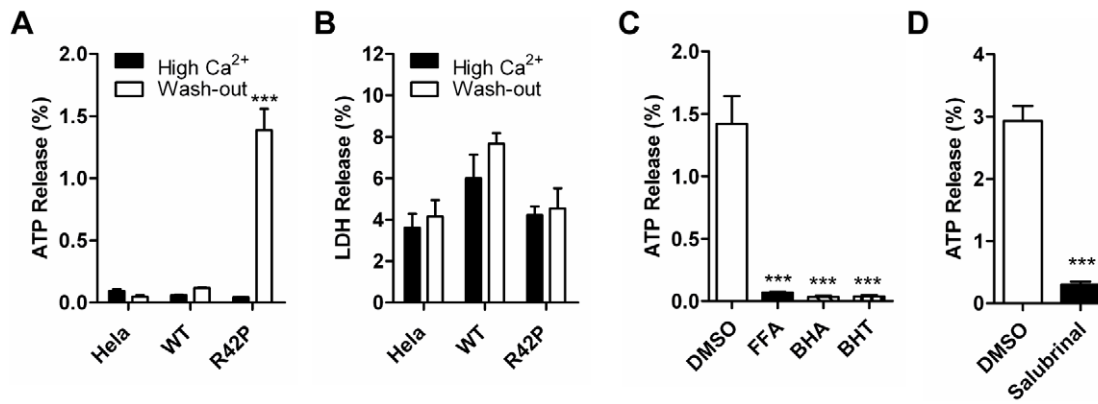 A
ATP Release (%)
2.0
1.5
1.0
0.5
0.0
High Ca²⁺
Wash-out
***
Hela
WT
R42P
B
LDH Release (%)
12
10
8
6
4
2
0
High Ca²⁺
Wash-out
Hela
WT
R42P
C
ATP Release (%)
2.0
1.5
1.0
0.5
0.0
***
***
***
DMSO
FFA
BHA
BHT
D
ATP Release (%)
4
3
2
1
0
***
DMSO
Salubrinal